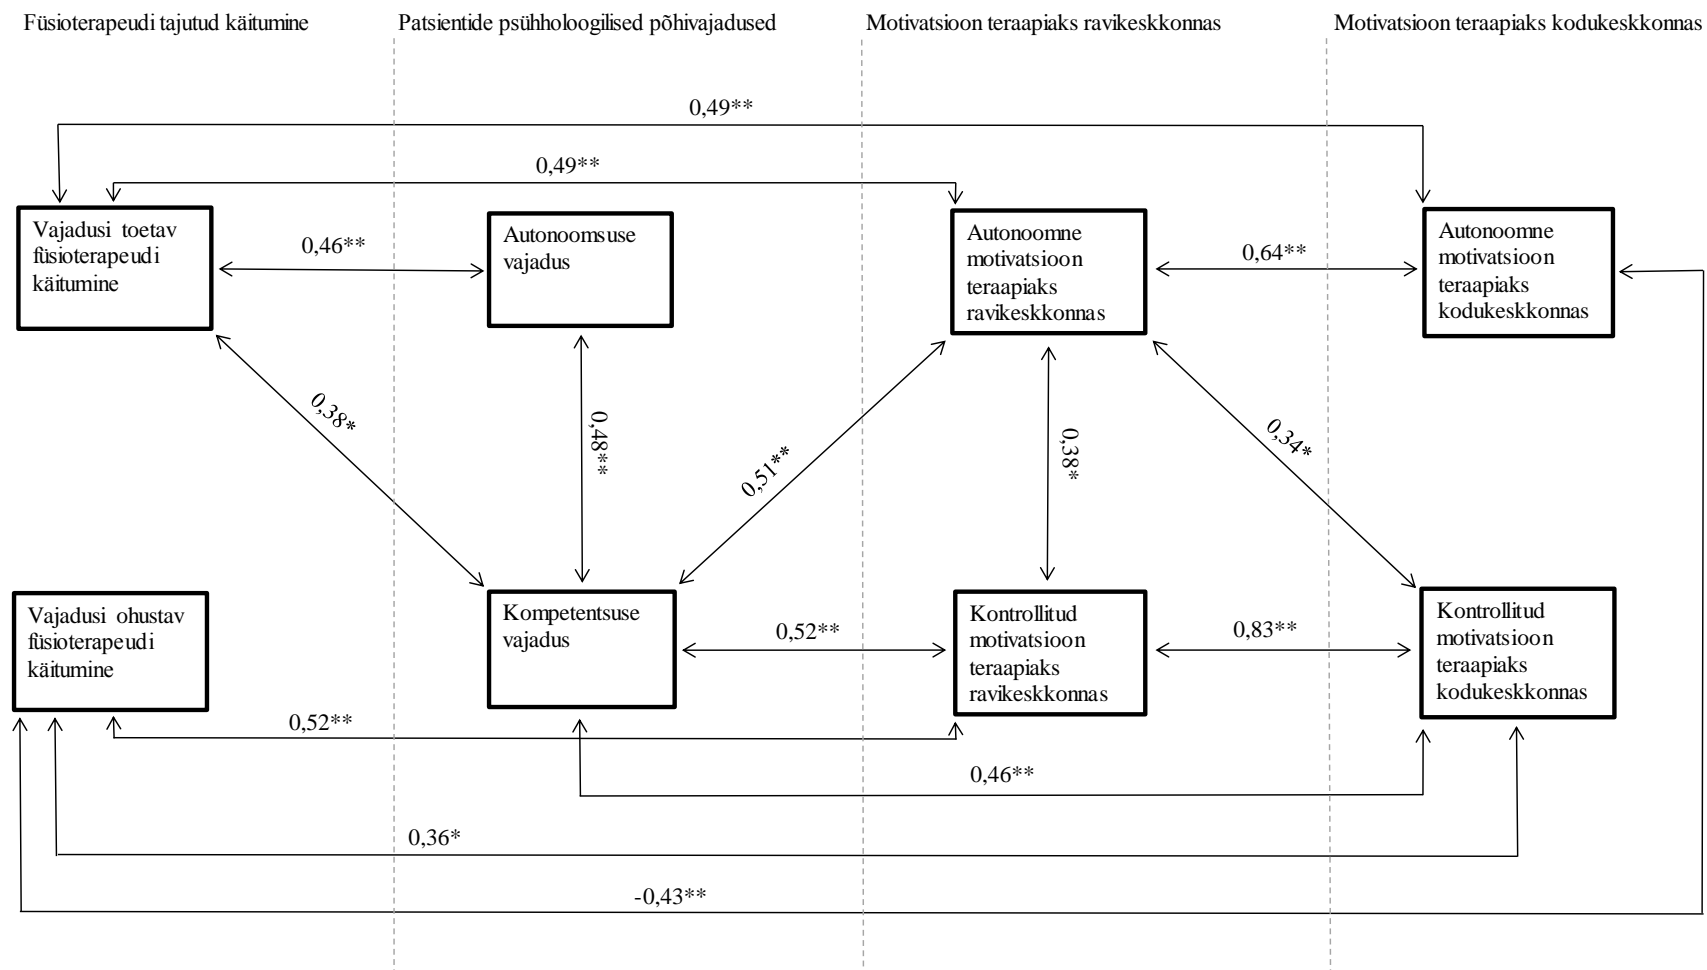 Füsioterapeudi tajutud käitumine
Patsientide psühholoogilised põhivajadused
Motivatsioon teraapiaks ravikeskkonnas
Motivatsioon teraapiaks kodukeskkonnas
0,49**
0,49**
Vajadusi toetav
füsioterapeudi
käitumine
0,46**
Autonoomsuse
vajadus
Autonoomne
motivatsioon
teraapiaks
ravikeskkonnas
0,64**
Autonoomne
motivatsioon
teraapiaks
kodukeskkonnas
0,38*
0,48**
0,51**
0,38*
0,34*
Vajadusi ohustav
füsioterapeudi
käitumine
Kompetentsuse
vajadus
0,52**
Kontrollitud
motivatsioon
teraapiaks
ravikeskkonnas
0,83**
Kontrollitud
motivatsioon
teraapiaks
kodukeskkonnas
0,52**
0,46**
0,36*
-0,43**